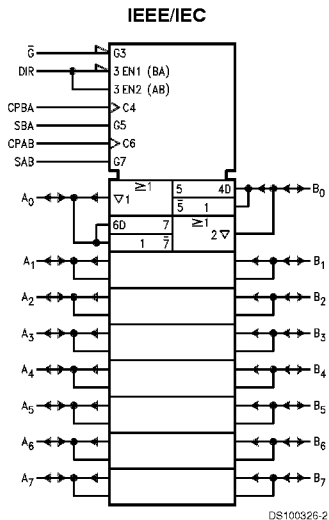 IEEE/IEC
G̅ G3
DIR 3 EN1 (BA)
3 EN2 (AB)
CPBA C4
SBA G5
CPAB C6
SAB G7
A0 ▽1 ≥1 5 4D B0
5̅ 1
6D 7 ≥1
1 7̅ 2 ▽
A1 B1
A2 B2
A3 B3
A4 B4
A5 B5
A6 B6
A7 B7
DS100326-2